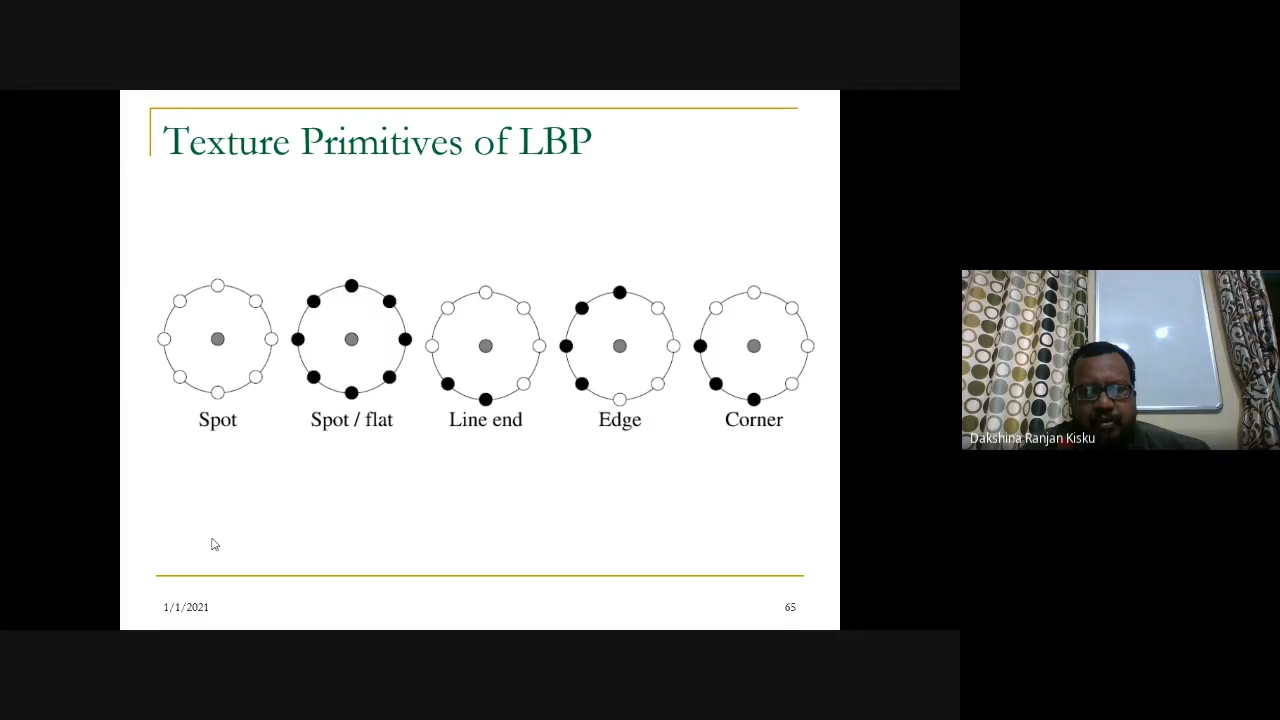 Texture Primitives of LBP
Spot
Spot / flat
Line end
Edge
Corner
1/1/2021
65
Dakshina Ranjan Kisku